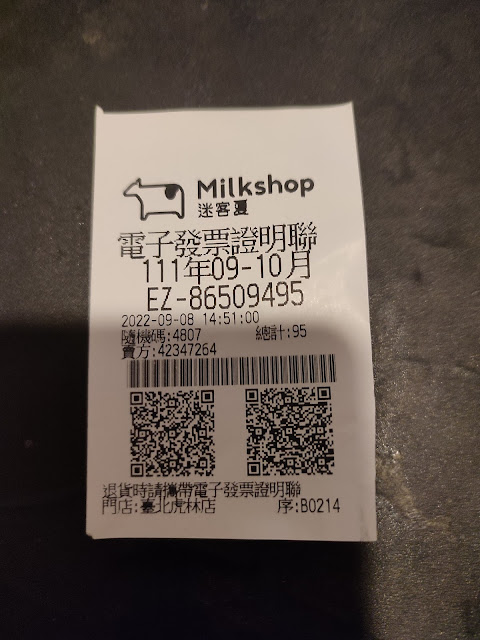 Milkshop
迷客夏
電子發票證明聯
111年09-10月
EZ-86509495
2022-09-08 14:51:00
隨機碼:4807 總計:95
賣方:42347264
退貨時請攜帶電子發票證明聯
門店:臺北虎林店 序:B0214